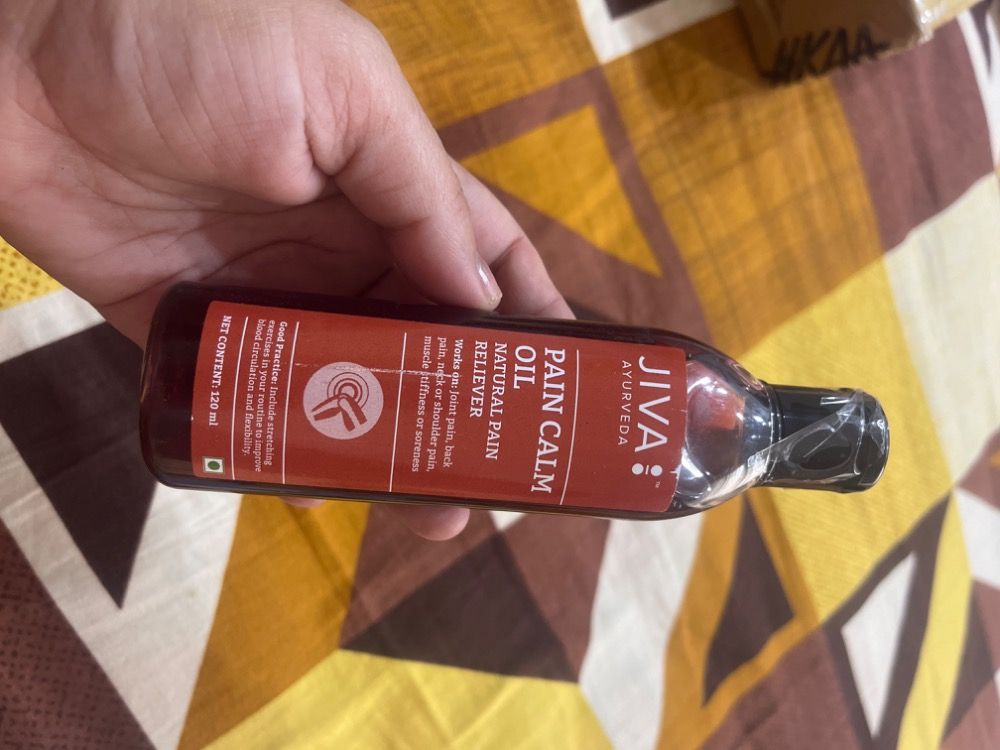 JIVA
AYURVEDA
PAIN CALM
OIL
NATURAL PAIN
RELIEVER
Works on: Joint pain, back
pain, neck or shoulder pain,
muscle stiffness or soreness
Good Practice: Include stretching
exercises in your routine to improve
blood circulation and flexibility.
NET CONTENT: 120 ml